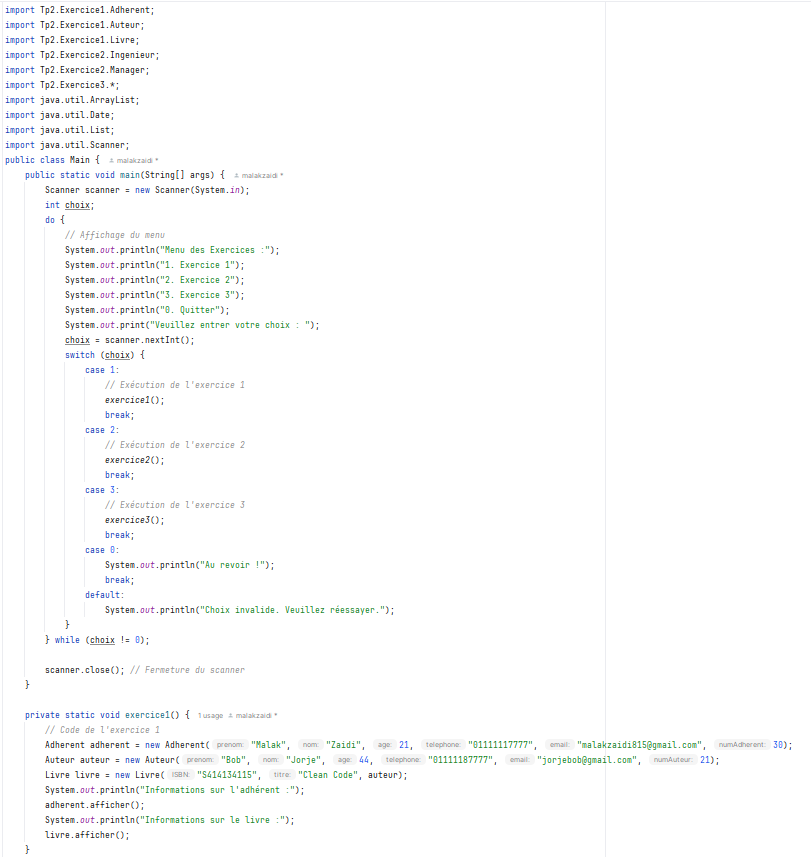 import Tp2.Exercice1.Adherent;
import Tp2.Exercice1.Auteur;
import Tp2.Exercice1.Livre;
import Tp2.Exercice2.Ingenieur;
import Tp2.Exercice2.Manager;
import Tp2.Exercice3.*;
import java.util.ArrayList;
import java.util.Date;
import java.util.List;
import java.util.Scanner;
public class Main { malakzaidi *
public static void main(String[] args) { malakzaidi *
Scanner scanner = new Scanner(System.in);
int choix;
do {
// Affichage du menu
System.out.println("Menu des Exercices :");
System.out.println("1. Exercice 1");
System.out.println("2. Exercice 2");
System.out.println("3. Exercice 3");
System.out.println("0. Quitter");
System.out.print("Veuillez entrer votre choix : ");
choix = scanner.nextInt();
switch (choix) {
case 1:
// Exécution de l'exercice 1
exercice1();
break;
case 2:
// Exécution de l'exercice 2
exercice2();
break;
case 3:
// Exécution de l'exercice 3
exercice3();
break;
case 0:
System.out.println("Au revoir !");
break;
default:
System.out.println("Choix invalide. Veuillez réessayer.");
}
} while (choix != 0);
scanner.close(); // Fermeture du scanner
}
private static void exercice1() { 1 usage malakzaidi *
// Code de l'exercice 1
Adherent adherent = new Adherent( prenom: "Malak", nom: "Zaidi", age: 21, telephone: "01111117777", email: "malakzaidi815@gmail.com", numAdherent: 30);
Auteur auteur = new Auteur( prenom: "Bob", nom: "Jorje", age: 44, telephone: "01111187777", email: "jorjebob@gmail.com", numAuteur: 21);
Livre livre = new Livre( ISBN: "S414134115", titre: "Clean Code", auteur);
System.out.println("Informations sur l'adhérent :");
adherent.afficher();
System.out.println("Informations sur le livre :");
livre.afficher();
}